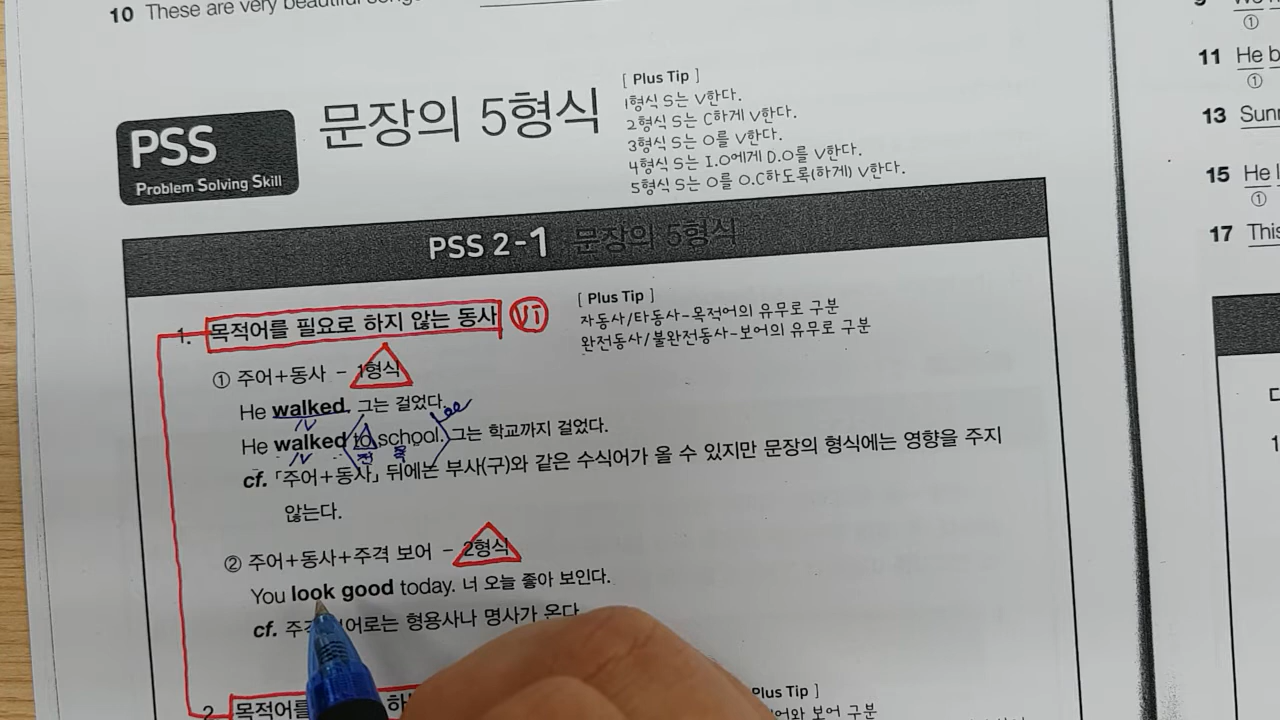 10 These are very beautiful
PSS
Problem Solving Skill
문장의 5형식
[ Plus Tip ]
1형식 S는 V한다.
2형식 S는 C하게 V한다.
3형식 S는 O를 V한다.
4형식 S는 I.O에게 D.O를 V한다.
5형식 S는 O를 O.C하도록(하게) V한다.
PSS 2-1 문장의 5형식
1. 목적어를 필요로 하지 않는 동사 Vi
[ Plus Tip ]
자동사/타동사-목적어의 유무로 구분
완전동사/불완전동사-보어의 유무로 구분
① 주어+동사 - 1형식
He walked. 그는 걸었다.
He walked to school. 그는 학교까지 걸었다.
전
cf. 「주어+동사」 뒤에는 부사(구)와 같은 수식어가 올 수 있지만 문장의 형식에는 영향을 주지
않는다.
② 주어+동사+주격 보어 - 2형식
You look good today. 너 오늘 좋아 보인다.
cf. 형용사나 명사가 온다.
2. 목적어를
Plus Tip ]
보어 구분
①
11 He
①
13
15 He
①
17 This